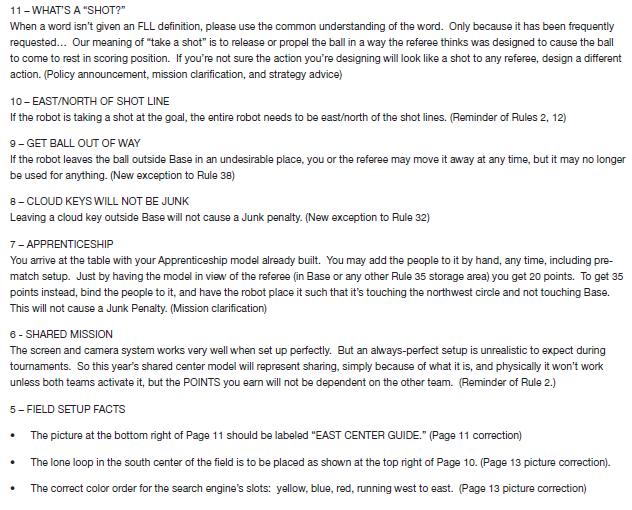 11 – WHAT'S A “SHOT?”
When a word isn't given an FLL definition, please use the common understanding of the word.  Only because it has been frequently
requested…  Our meaning of “take a shot” is to release or propel the ball in a way the referee thinks was designed to cause the ball
to come to rest in scoring position.  If you're not sure the action you're designing will look like a shot to any referee, design a different
action. (Policy announcement, mission clarification, and strategy advice)
10 – EAST/NORTH OF SHOT LINE
If the robot is taking a shot at the goal, the entire robot needs to be east/north of the shot lines. (Reminder of Rules 2, 12)
9 – GET BALL OUT OF WAY
If the robot leaves the ball outside Base in an undesirable place, you or the referee may move it away at any time, but it may no longer
be used for anything. (New exception to Rule 38)
8 – CLOUD KEYS WILL NOT BE JUNK
Leaving a cloud key outside Base will not cause a Junk penalty. (New exception to Rule 32)
7 – APPRENTICESHIP
You arrive at the table with your Apprenticeship model already built.  You may add the people to it by hand, any time, including pre-
match setup.  Just by having the model in view of the referee (in Base or any other Rule 35 storage area) you get 20 points.  To get 35
points instead, bind the people to it, and have the robot place it such that it's touching the northwest circle and not touching Base.
This will not cause a Junk Penalty. (Mission clarification)
6 - SHARED MISSION
The screen and camera system works very well when set up perfectly.  But an always-perfect setup is unrealistic to expect during
tournaments.  So this year's shared center model will represent sharing, simply because of what it is, and physically it won't work
unless both teams activate it, but the POINTS you earn will not be dependent on the other team.  (Reminder of Rule 2.)
5 – FIELD SETUP FACTS
• The picture at the bottom right of Page 11 should be labeled “EAST CENTER GUIDE.” (Page 11 correction)
• The lone loop in the south center of the field is to be placed as shown at the top right of Page 10. (Page 13 picture correction).
• The correct color order for the search engine's slots:  yellow, blue, red, running west to east.  (Page 13 picture correction)